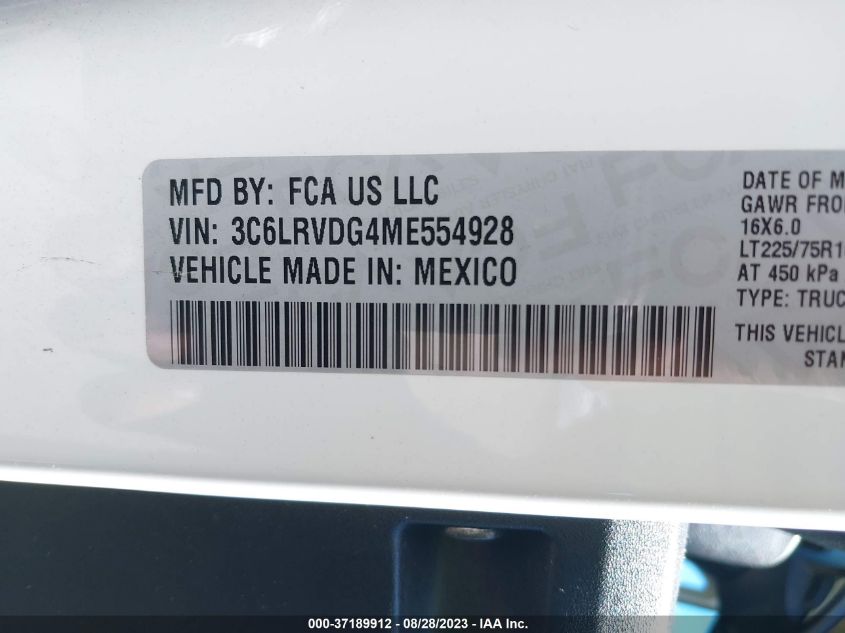 MFD BY: FCA US LLC
VIN: 3C6LRVDG4ME554928
VEHICLE MADE IN: MEXICO
DATE OF M
GAWR FRO
16X6.0
LT225/75R1
AT 450 kPa
TYPE: TRUC
THIS VEHICL
STAN
000-37189912 - 08/28/2023 - IAA Inc.